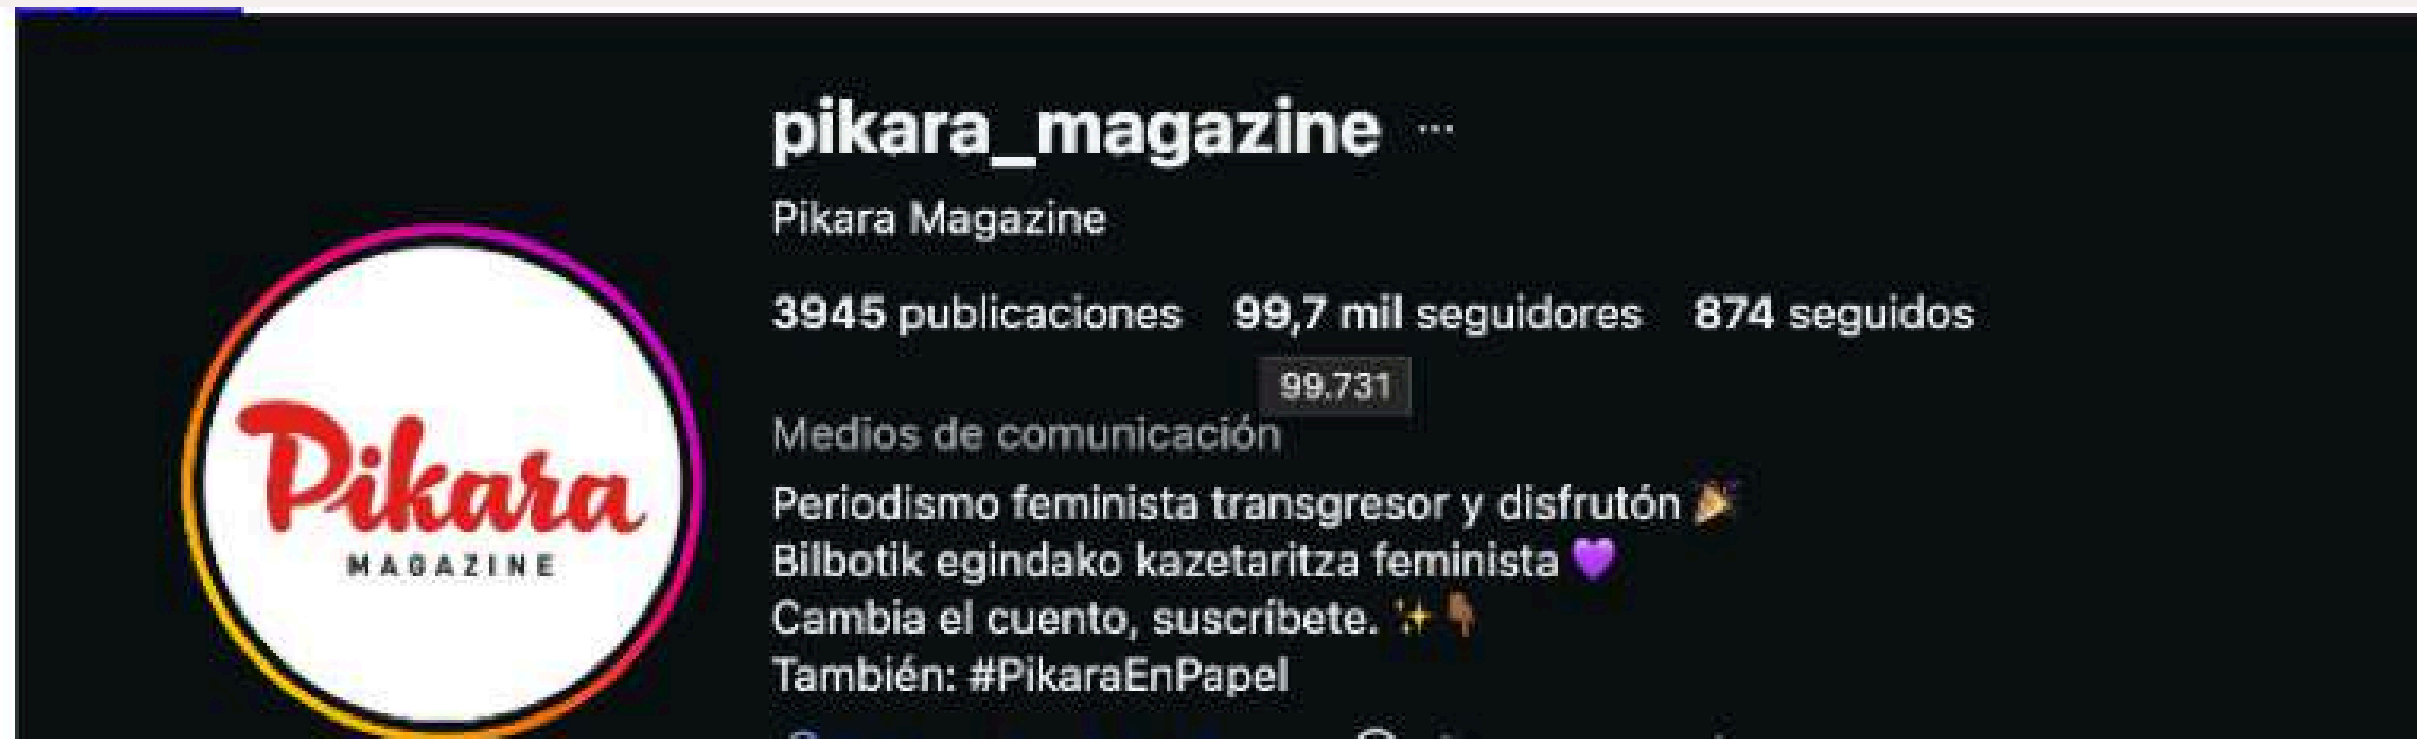 pikara_magazine ...
Pikara Magazine
3945 publicaciones 99,7 mil seguidores 874 seguidos
99.731
Medios de comunicación
Periodismo feminista transgresor y disfrutón 🎉
Bilbotik egindako kazetaritza feminista 💜
Cambia el cuento, suscríbete. ✨👇🏾
También: #PikaraEnPapel
Pikara
MAGAZINE